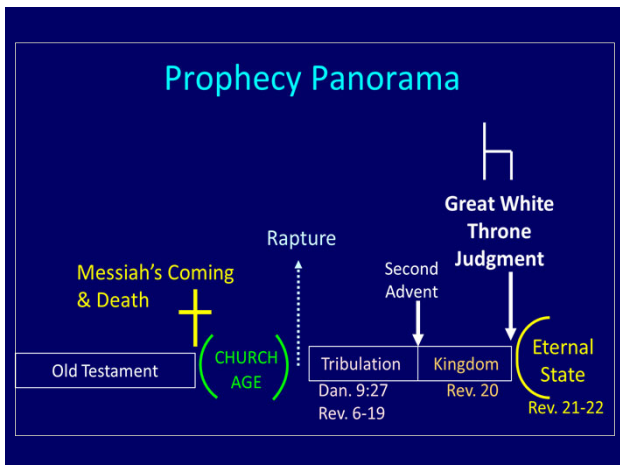 Prophecy Panorama
Great White
Throne
Judgment
Rapture
Second
Advent
Messiah's Coming
& Death
Old Testament
CHURCH
AGE
Tribulation
Kingdom
Eternal
State
Dan. 9:27
Rev. 6-19
Rev. 20
Rev. 21-22